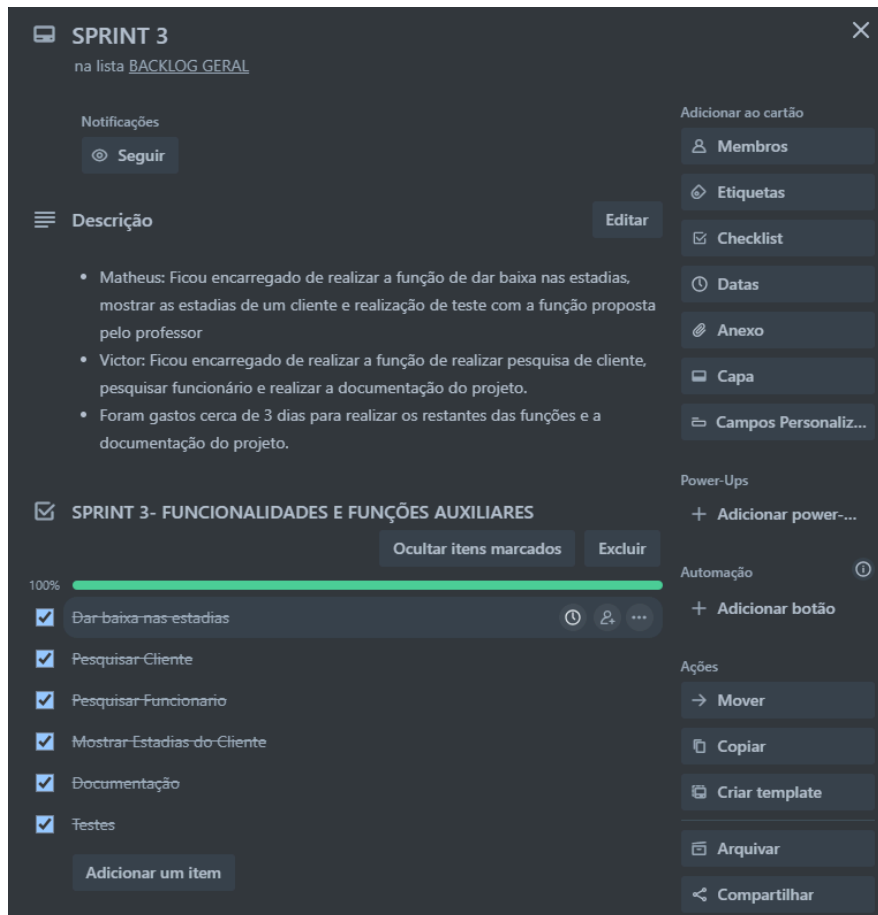 SPRINT 3
na lista BACKLOG GERAL
Notificações
Seguir
Descrição
Editar
• Matheus: Ficou encarregado de realizar a função de dar baixa nas estadias,
mostrar as estadias de um cliente e realização de teste com a função proposta
pelo professor
• Victor: Ficou encarregado de realizar a função de realizar pesquisa de cliente,
pesquisar funcionário e realizar a documentação do projeto.
• Foram gastos cerca de 3 dias para realizar os restantes das funções e a
documentação do projeto.
SPRINT 3- FUNCIONALIDADES E FUNÇÕES AUXILIARES
Ocultar itens marcados
Excluir
100%
Dar baixa nas estadias
Pesquisar Cliente
Pesquisar Funcionario
Mostrar Estadias do Cliente
Documentação
Testes
Adicionar um item
Adicionar ao cartão
Membros
Etiquetas
Checklist
Datas
Anexo
Capa
Campos Personaliz...
Power-Ups
+ Adicionar power-...
Automação
+ Adicionar botão
Ações
Mover
Copiar
Criar template
Arquivar
Compartilhar